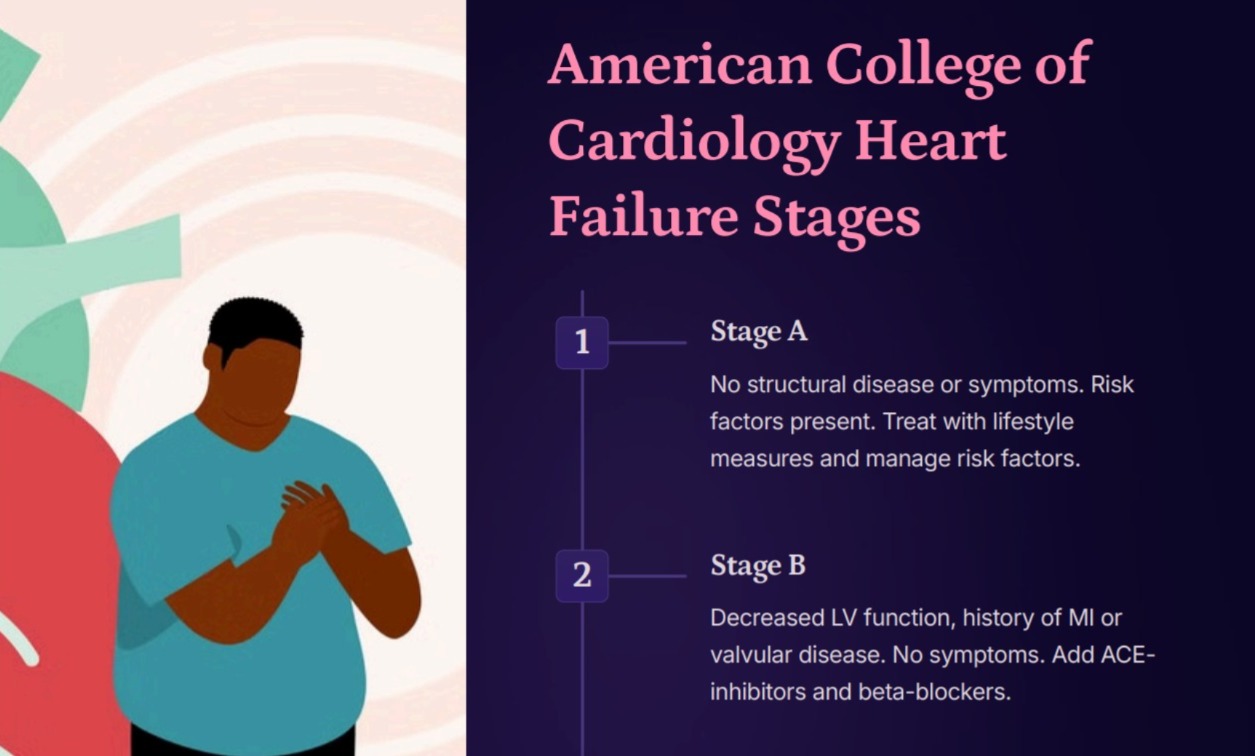 American College of
Cardiology Heart
Failure Stages
1
Stage A
No structural disease or symptoms. Risk
factors present. Treat with lifestyle
measures and manage risk factors.
2
Stage B
Decreased LV function, history of MI or
valvular disease. No symptoms. Add ACE-
inhibitors and beta-blockers.